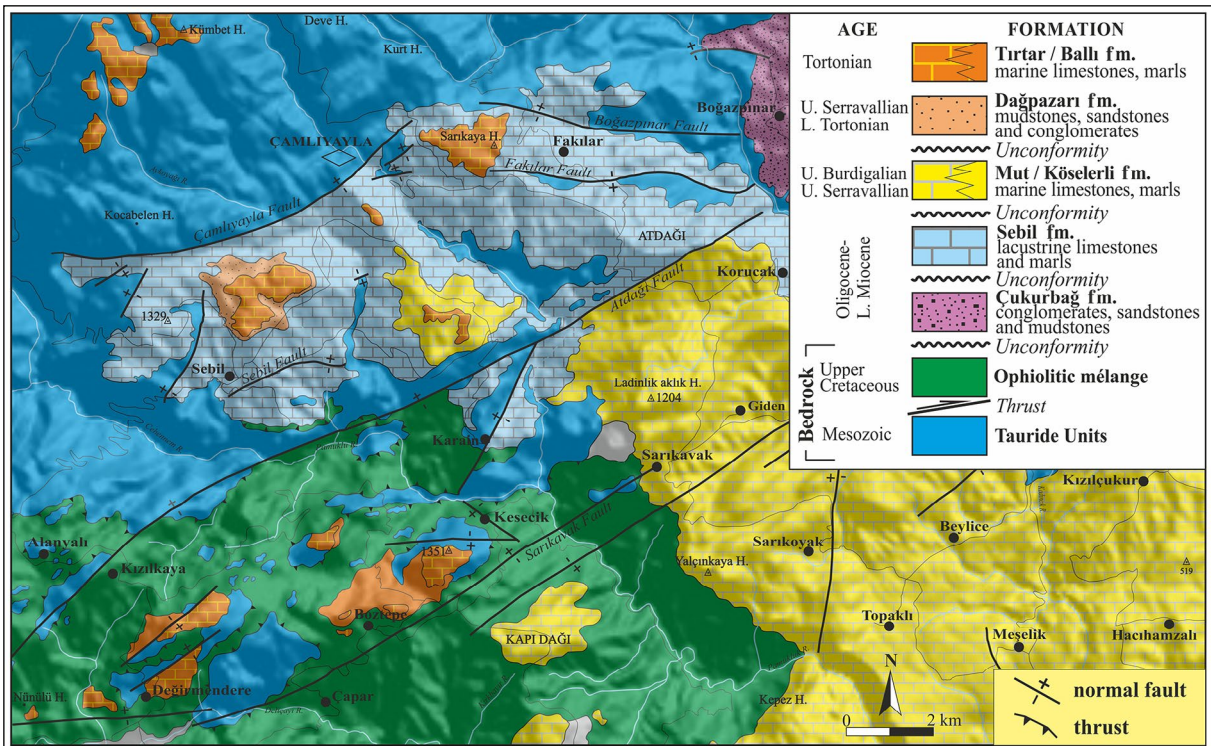 Kümbet H.
Deve H.
Kurt H.
Boğazpınar
Boğazpınar Fault
ÇAMLIYAYLA
Sarıkaya H.
Fakılar
Fakılar Fault
Kocabelen H.
Çamlıyayla Fault
ATDAĞI
Korucak
Atdağı Fault
1329
Sebil
Sebil Fault
Ladinlik aklık H.
1204
Giden
Karain
Sarıkavak
Kızılçukur
Kesecik
Sarıkavak Fault
Alanyalı
1351
Beylice
Sarıkoyak
Kızılkaya
Yalçınkaya H.
519
Boztepe
KAPI DAĞI
Topaklı
Meşelik
Hacıhamzalı
Nünülü H.
Değirmendere
Çapar
Deliçayı R.
Kepez H.
N
0
2 km
AGE
FORMATION
Tortonian
Tırtar / Ballı fm.
marine limestones, marls
U. Serravallian
L. Tortonian
Dağpazarı fm.
mudstones, sandstones
and conglomerates
Unconformity
U. Burdigalian
U. Serravallian
Mut / Köselerli fm.
marine limestones, marls
Unconformity
Oligocene-
L. Miocene
Sebil fm.
lacustrine limestones
and marls
Unconformity
Çukurbağ fm.
conglomerates, sandstones
and mudstones
Unconformity
Bedrock
Upper
Cretaceous
Ophiolitic mélange
Thrust
Mesozoic
Tauride Units
normal fault
thrust